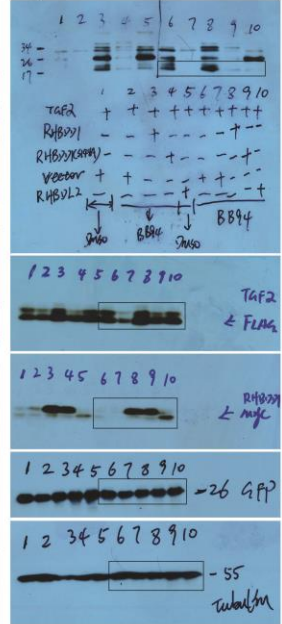 1 2 3 4 5 6 7 8 9 10
34
26
17
1 2 3 4 5 6 7 8 9 10
TGF2 + + + + + + + + + +
RHBDD1
Vector
RHBDL2
DMSO BB94 DMSO BB94
1 2 3 4 5 6 7 8 9 10
TGF2
← FLAG
1 2 3 4 5 6 7 8 9 10
RHBDD1
← myc
1 2 3 4 5 6 7 8 9 10
-26 GFP
1 2 3 4 5 6 7 8 9 10
-55
Tubulin